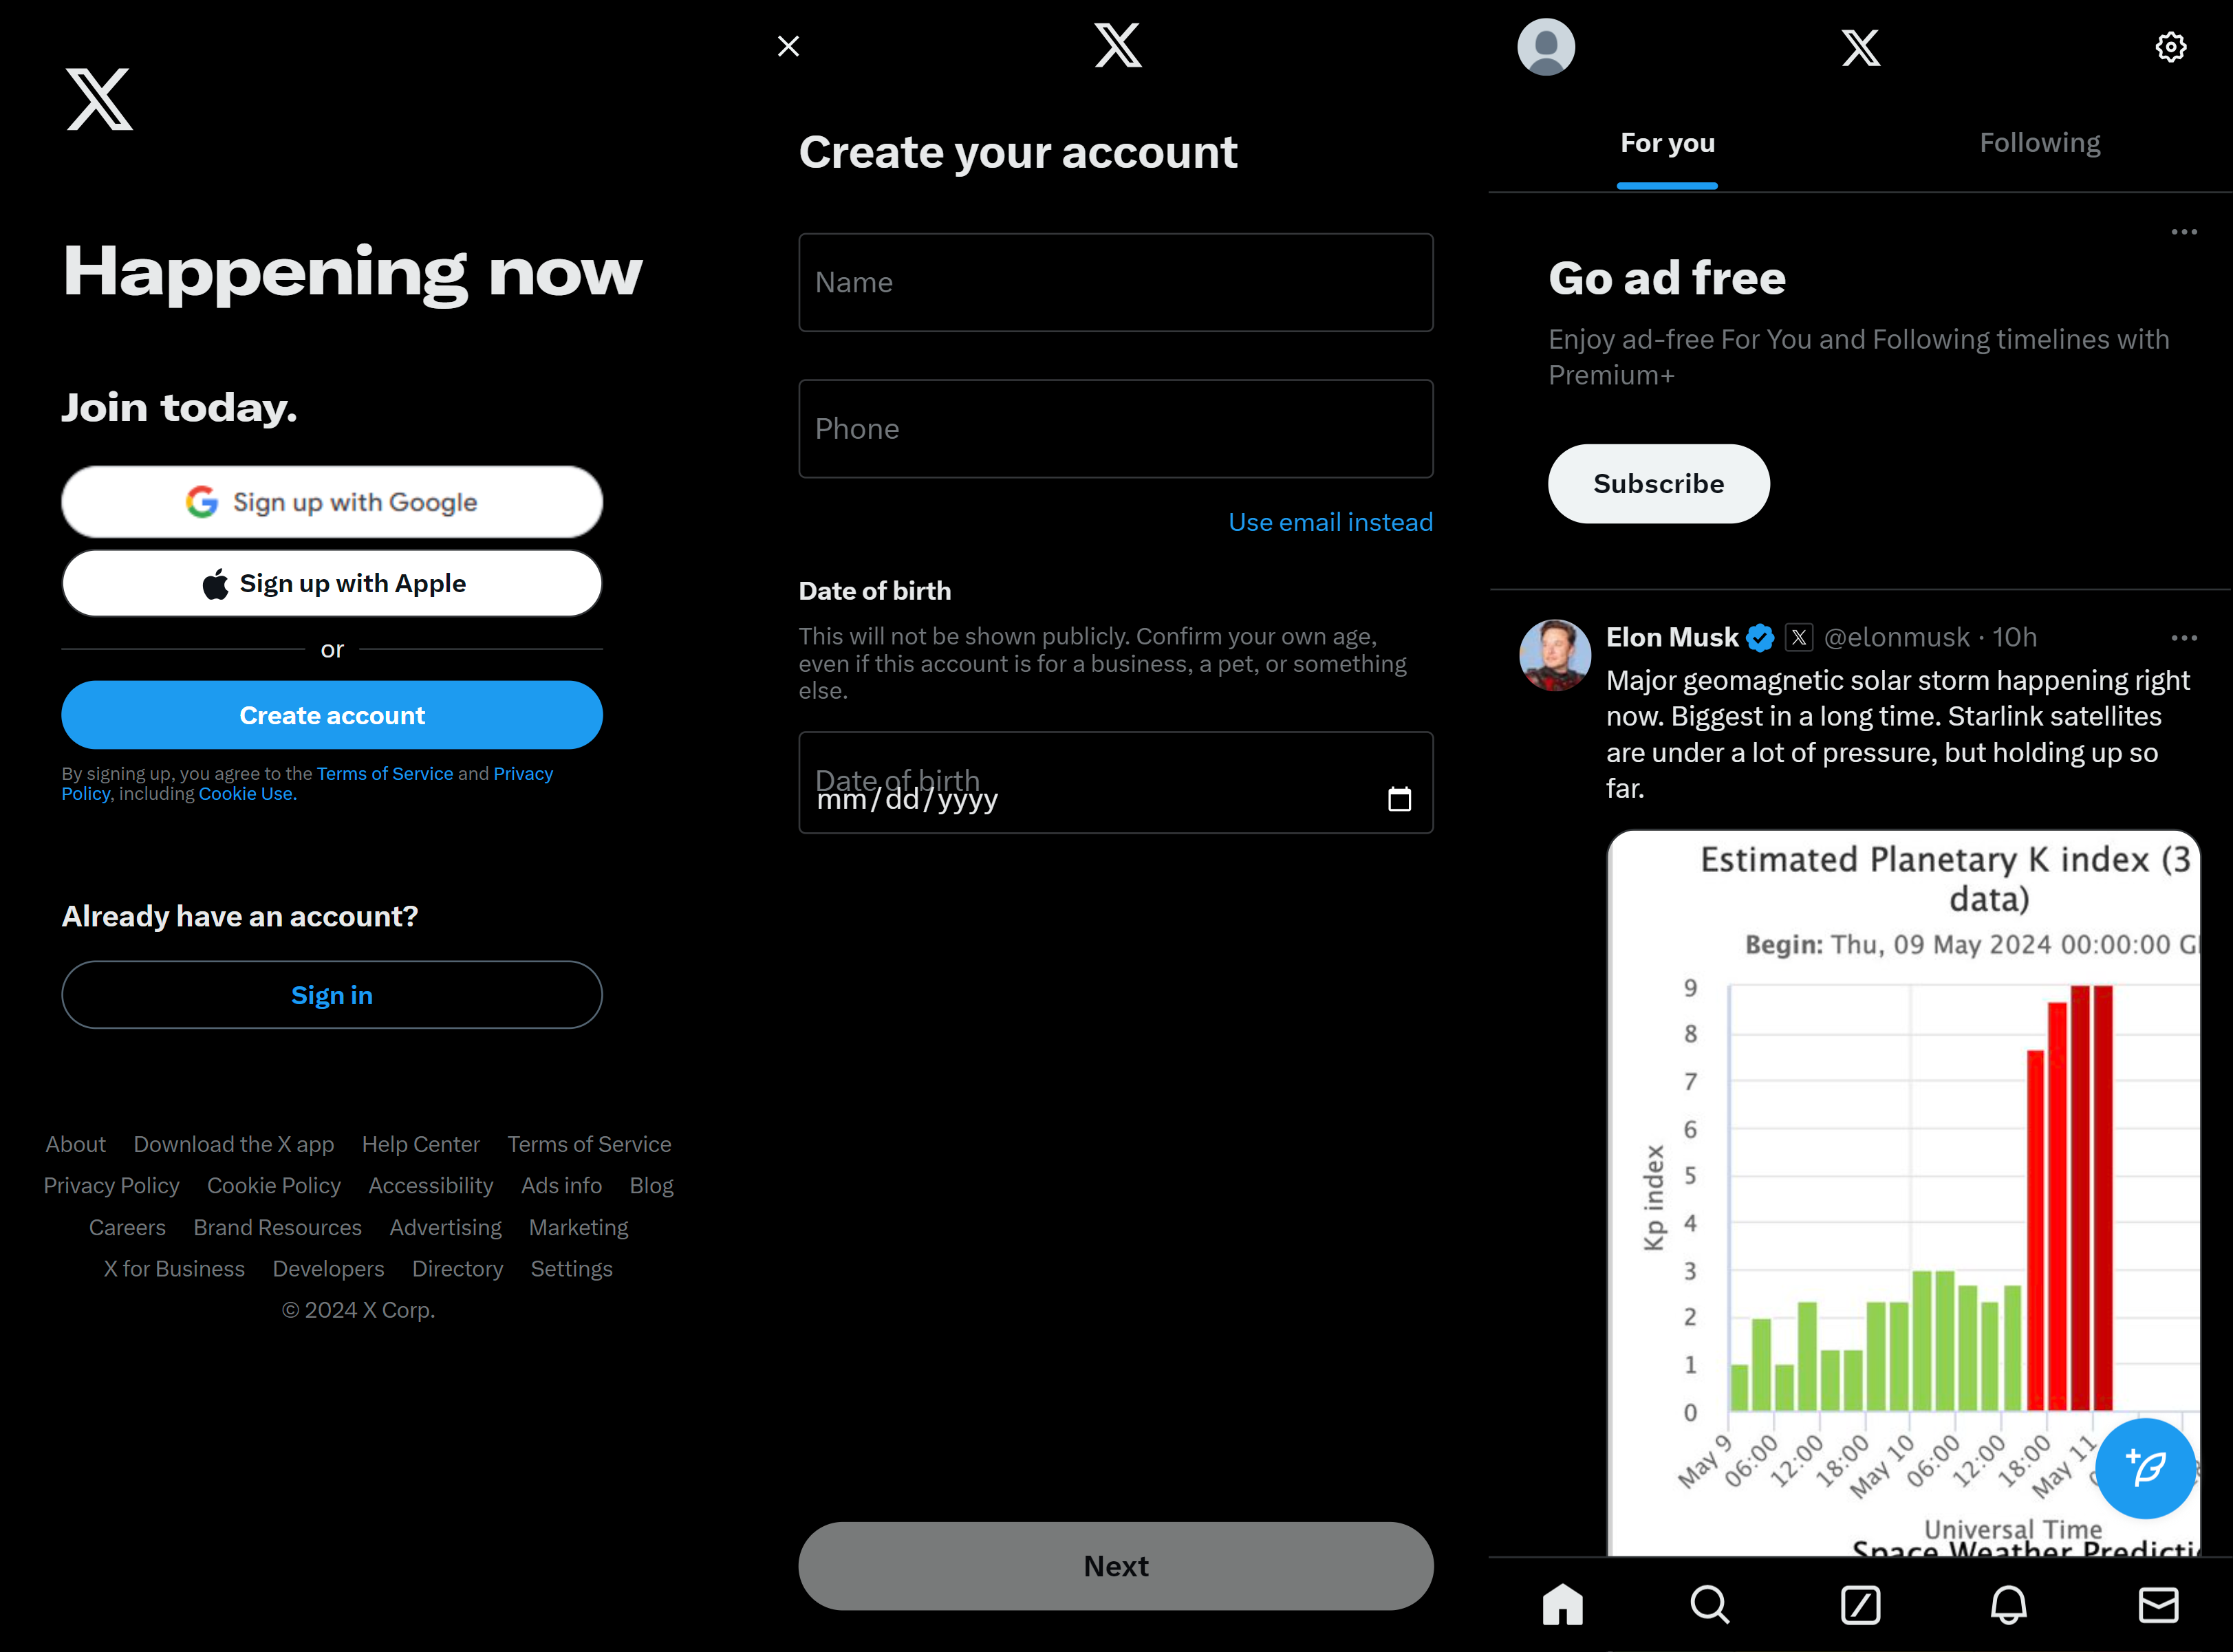 Happening now
Join today.
Sign up with Google
Sign up with Apple
or
Create account
By signing up, you agree to the Terms of Service and Privacy
Policy, including Cookie Use.
Already have an account?
Sign in
About Download the X app Help Center Terms of Service
Privacy Policy Cookie Policy Accessibility Ads info Blog
Careers Brand Resources Advertising Marketing
X for Business Developers Directory Settings
© 2024 X Corp.
Create your account
Name
Phone
Use email instead
Date of birth
This will not be shown publicly. Confirm your own age,
even if this account is for a business, a pet, or something
else.
Date of birth
mm/dd/yyyy
Next
For you Following
Go ad free
Enjoy ad-free For You and Following timelines with
Premium+
Subscribe
Elon Musk @elonmusk · 10h
Major geomagnetic solar storm happening right
now. Biggest in a long time. Starlink satellites
are under a lot of pressure, but holding up so
far.
Estimated Planetary K index (3
data)
Begin: Thu, 09 May 2024 00:00:00
9
8
7
6
5
4
3
2
1
0
Kp index
May 9 06:00 12:00 18:00 May 10 06:00 12:00 18:00 May 11
Universal Time
Space Weather